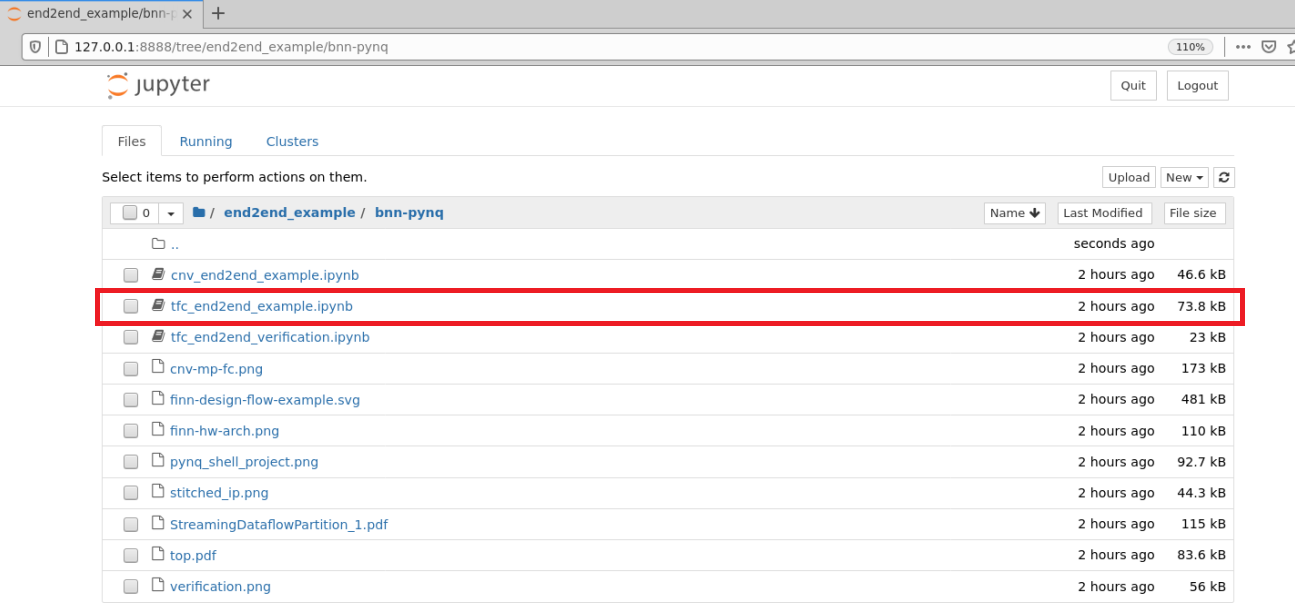 end2end_example/bnn-p
127.0.0.1:8888/tree/end2end_example/bnn-pynq 110%
jupyter Quit Logout
Files Running Clusters
Select items to perform actions on them. Upload New
0 / end2end_example / bnn-pynq Name Last Modified File size
.. seconds ago
cnv_end2end_example.ipynb 2 hours ago 46.6 kB
tfc_end2end_example.ipynb 2 hours ago 73.8 kB
tfc_end2end_verification.ipynb 2 hours ago 23 kB
cnv-mp-fc.png 2 hours ago 173 kB
finn-design-flow-example.svg 2 hours ago 481 kB
finn-hw-arch.png 2 hours ago 110 kB
pynq_shell_project.png 2 hours ago 92.7 kB
stitched_ip.png 2 hours ago 44.3 kB
StreamingDataflowPartition_1.pdf 2 hours ago 115 kB
top.pdf 2 hours ago 83.6 kB
verification.png 2 hours ago 56 kB